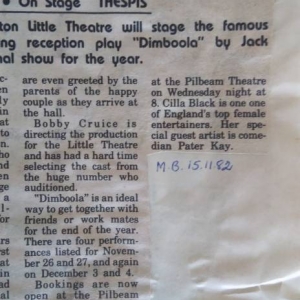 • On Stage THESPIS
ton Little Theatre will stage the famous
ng reception play "Dimboola" by Jack
nal show for the year.
are even greeted by the
parents of the happy
couple as they arrive at
the hall.
Bobby Cruice is
directing the production
for the Little Theatre
and has had a hard time
selecting the cast from
the huge number who
auditioned.
"Dimboola" is an ideal
way to get together with
friends or work mates
for the end of the year.
There are four perform-
ances listed for Novem-
ber 26 and 27, and again
on December 3 and 4.
Bookings are now
open at the Pilbeam
at the Pilbeam Theatre
on Wednesday night at
8. Cilla Black is one one
of England's top female
entertainers. Her spe-
cial guest artist is come-
dian Pater Kay.
M.B. 15.11.82